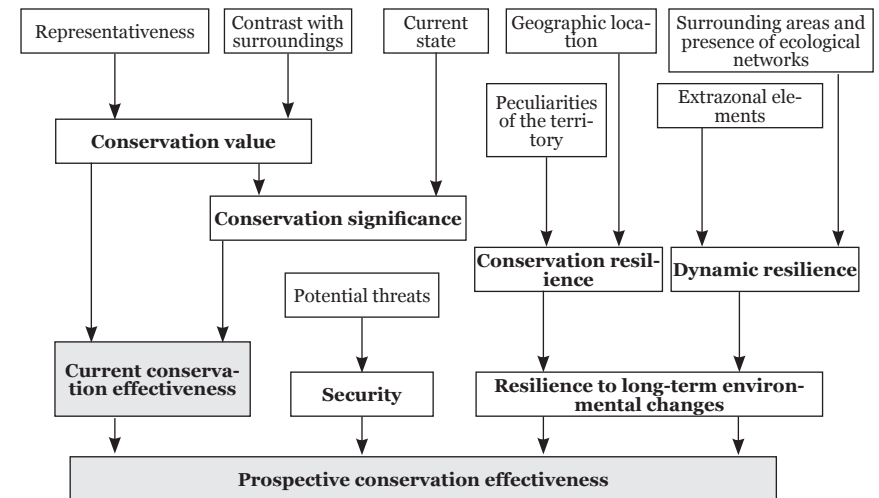 Representativeness
Contrast with
surroundings
Current
state
Geographic loca-
tion
Surrounding areas and
presence of ecological
networks
Peculiarities
of the terri-
tory
Extrazonal ele-
ments
Conservation value
Conservation significance
Conservation resil-
ience
Dynamic resilience
Potential threats
Current conserva-
tion effectiveness
Security
Resilience to long-term environ-
mental changes
Prospective conservation effectiveness